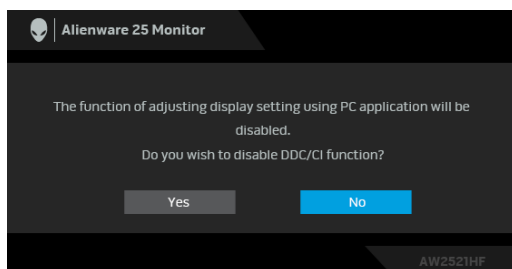 Alienware 25 Monitor
The function of adjusting display setting using PC application will be
disabled.
Do you wish to disable DDC/CI function?
Yes No
AW2521HF